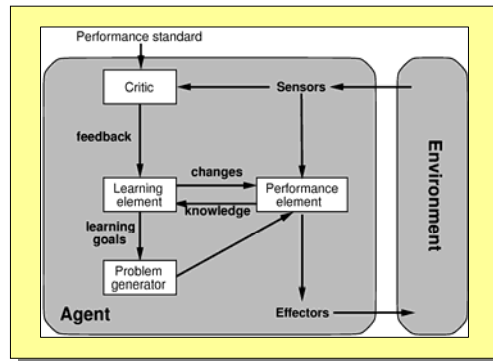 Performance standard
Critic
Sensors
feedback
changes
Learning
element
Performance
element
knowledge
learning
goals
Problem
generator
Agent
Effectors
Environment